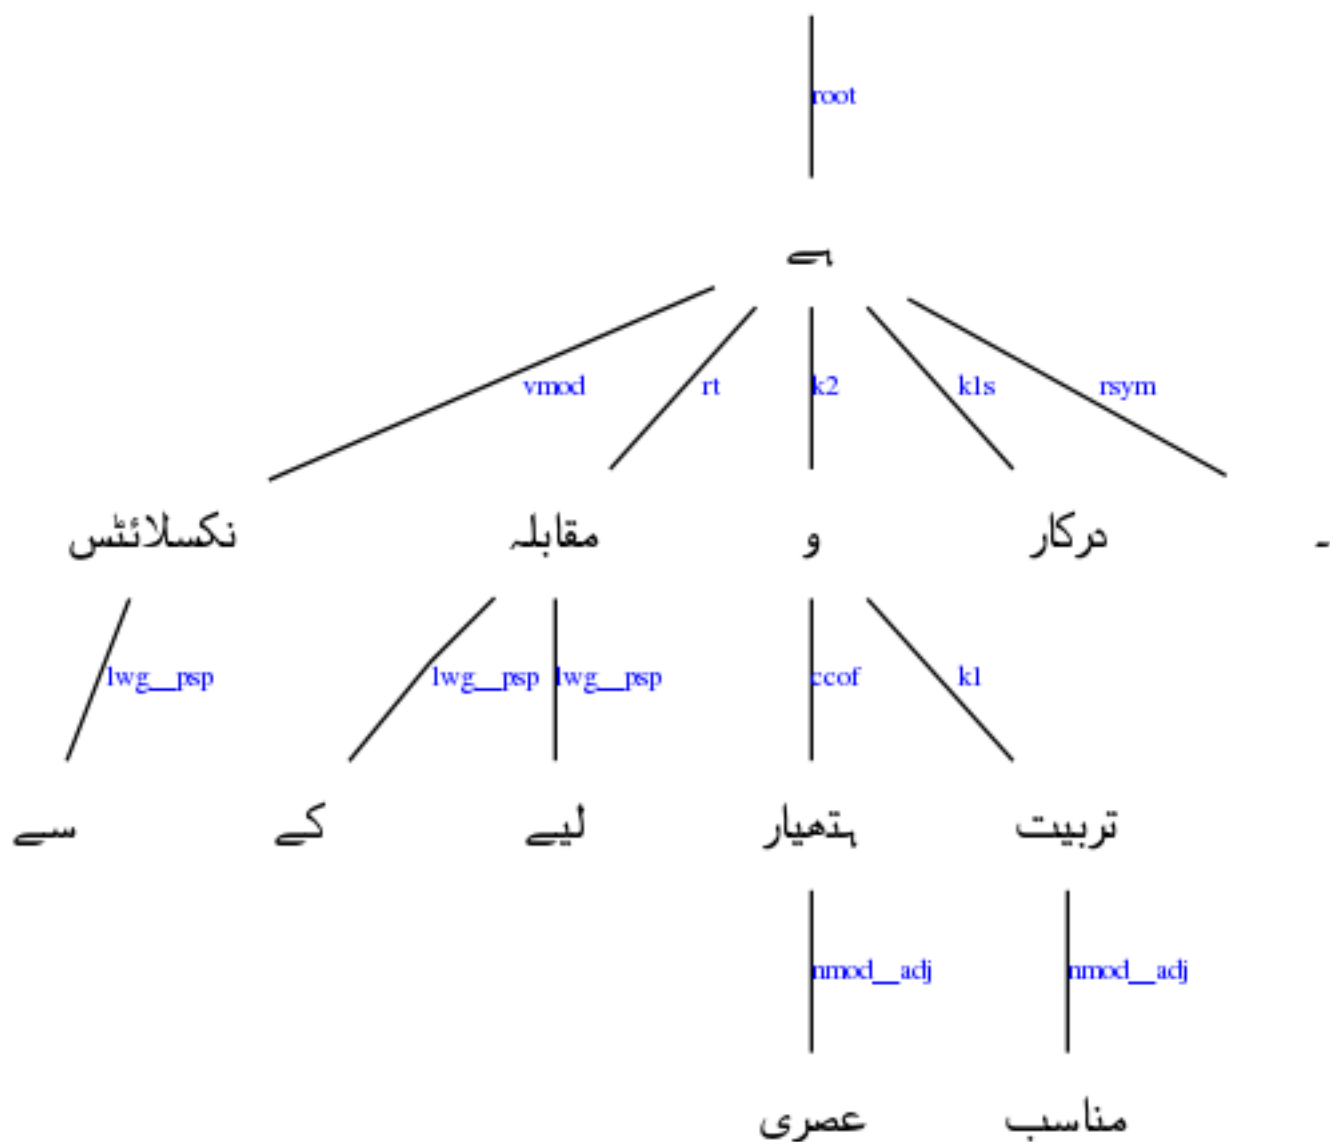 root
ہے
vmod rt k2 k1s rsym
نکسلائٹس مقابلہ و درکار ۔
lwg__psp lwg__psp lwg__psp ccof k1
سے کے لیے ہتھیار تربیت
nmod__adj nmod__adj
عصری مناسب